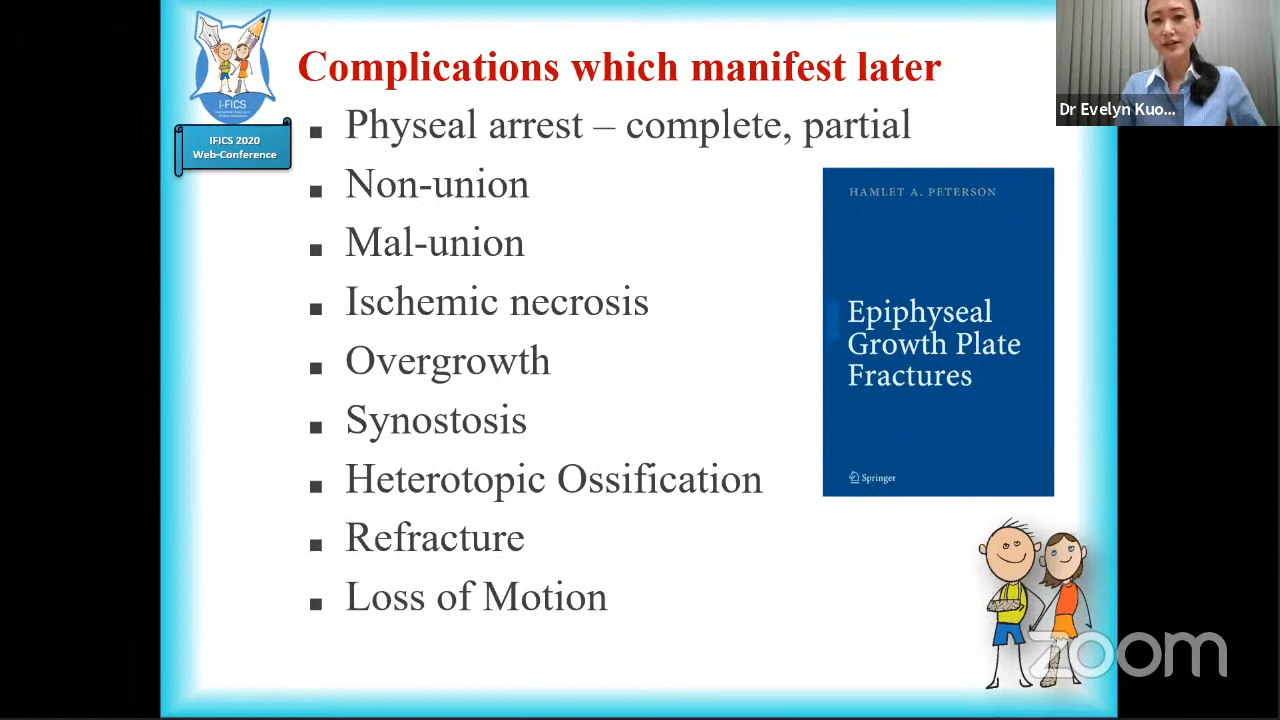 Complications which manifest later
I-FICS
IFICS 2020
Web-Conference
Dr Evelyn Kuo...
■ Physeal arrest – complete, partial
■ Non-union
■ Mal-union
■ Ischemic necrosis
■ Overgrowth
■ Synostosis
■ Heterotopic Ossification
■ Refracture
■ Loss of Motion
HAMLET A. PETERSON
Epiphyseal
Growth Plate
Fractures
Springer
zoom